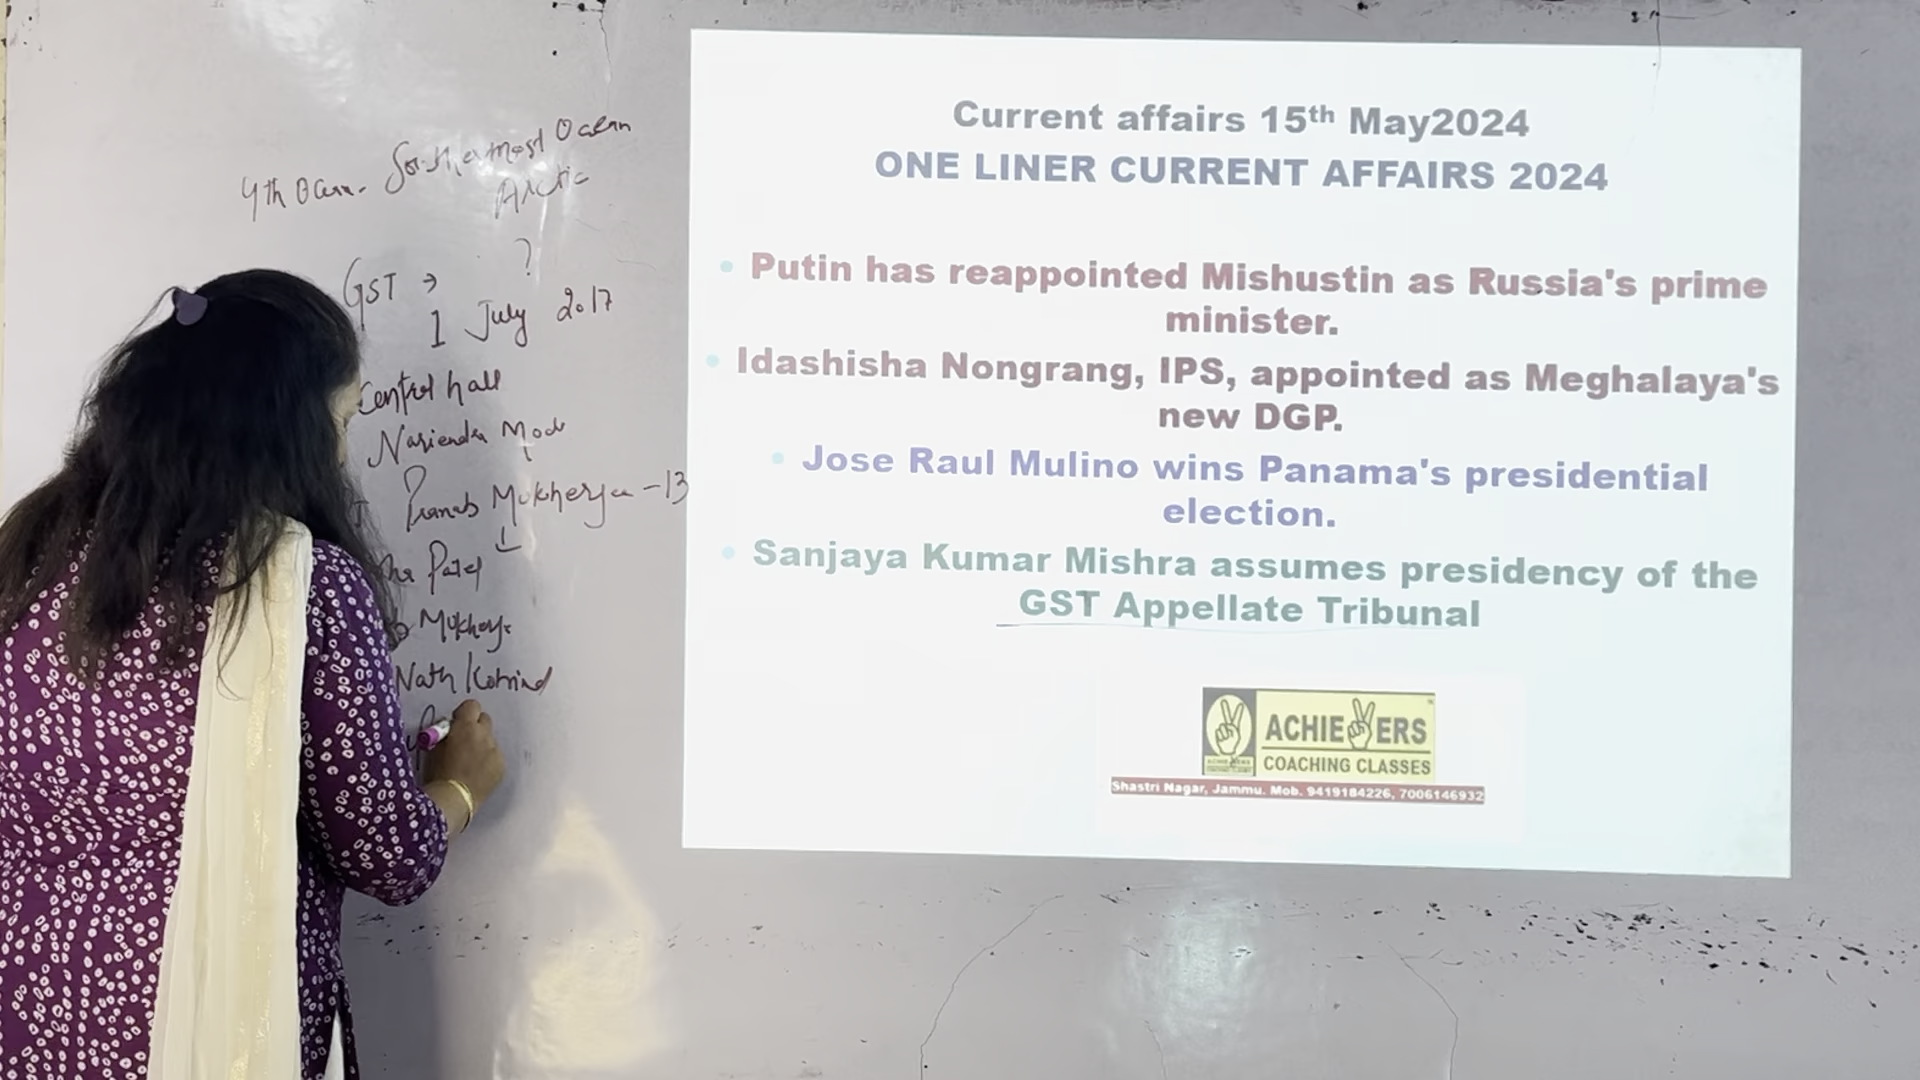 4th Ocean - Southernmost Ocean
Arctic
?
GST →
1 July 2017
Central hall
Pranab Mukherjee - 13
Patel
Nath Kovind
Current affairs 15th May2024
ONE LINER CURRENT AFFAIRS 2024
• Putin has reappointed Mishustin as Russia's prime
minister.
• Idashisha Nongrang, IPS, appointed as Meghalaya's
new DGP.
• Jose Raul Mulino wins Panama's presidential
election.
• Sanjaya Kumar Mishra assumes presidency of the
GST Appellate Tribunal
ACHIEVERS
COACHING CLASSES
Shastri Nagar, Jammu. Mob. 9419184226, 7006146932